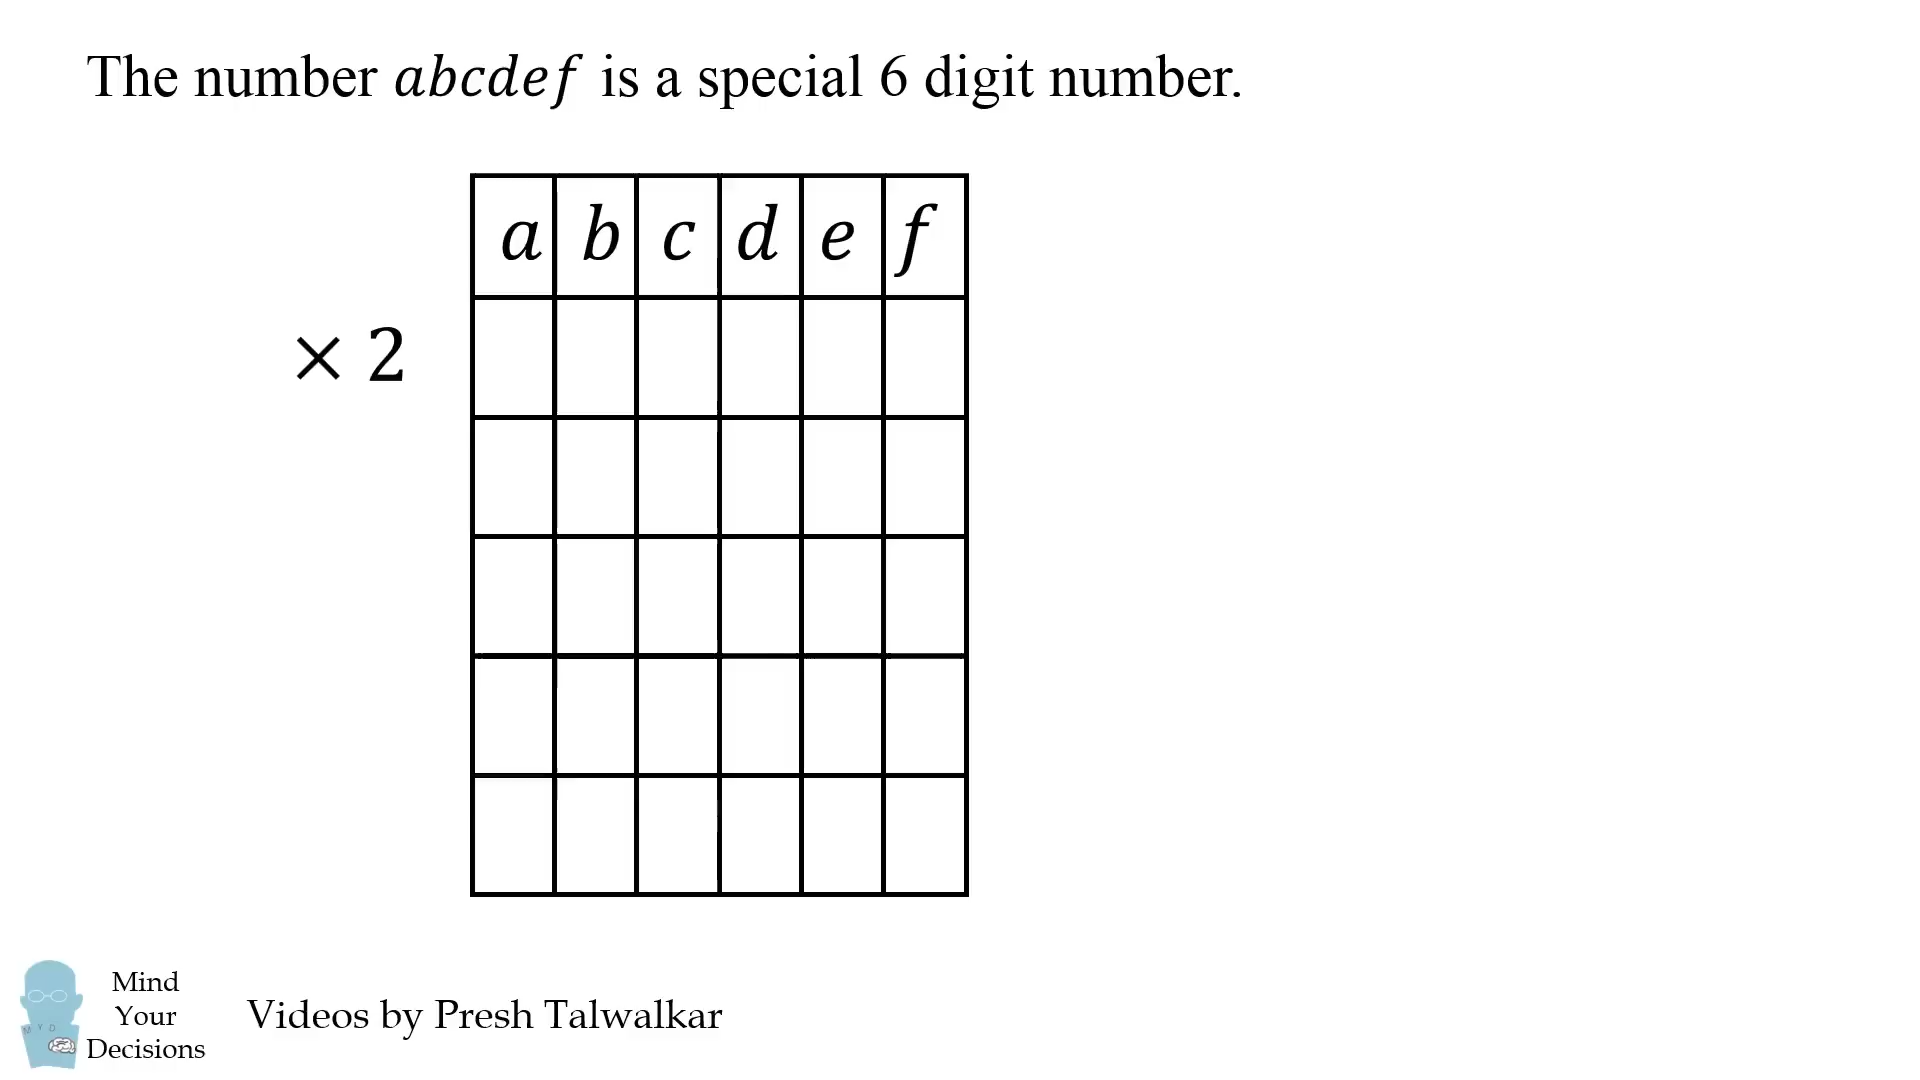 The number abcdef is a special 6 digit number.
a b c d e f
× 2
Mind
Your
Decisions
M Y D
Videos by Presh Talwalkar